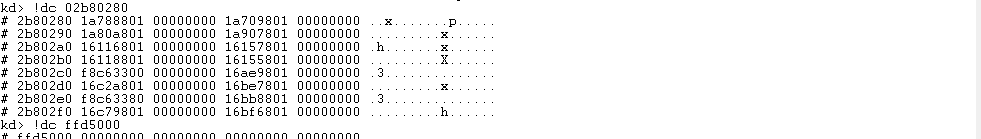 kd> !dc 02b80280
# 2b80280 1a788801 00000000 1a709801 00000000 ..x.......p.....
# 2b80290 1a80a801 00000000 1a907801 00000000 .........x......
# 2b802a0 16116801 00000000 16157801 00000000 .h.......x......
# 2b802b0 16118801 00000000 16155801 00000000 .........X......
# 2b802c0 f8c63300 00000000 16ae9801 00000000 .3..............
# 2b802d0 16c2a801 00000000 16be7801 00000000 .........x......
# 2b802e0 f8c63380 00000000 16bb8801 00000000 .3..............
# 2b802f0 16c79801 00000000 16bf6801 00000000 .........h......
kd> !dc ffd5000
# ffd5000 00000000 00000000 00000000 00000000